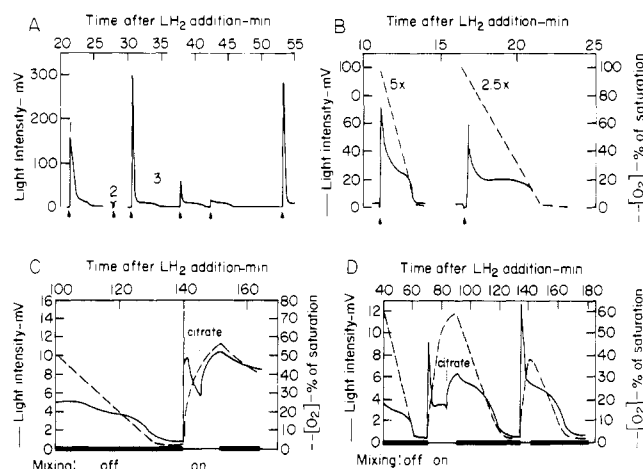 A
Time after LH2 addition-min
20 25 30 35 40 45 50 55
Light intensity-mV
300
200
100
0
2
3
B
Time after LH2 addition-min
10 15 20 25
Light intensity-mV
100
0
80
60
40
20
0
5x
2.5x
100
80
60
40
20
0
--[O2]-% of saturation
C
Time after LH2 addition-min
100 120 140 160 180
Light intensity-mV
16
14
12
10
8
6
4
2
0
citrate
80
70
60
50
40
30
20
10
0
--[O2]-% of saturation
Mixing: off on
D
Time after LH2 addition-min
40 60 80 100 120 140 160 180
Light intensity-mV
12
10
8
6
4
2
0
citrate
60
50
40
30
20
10
0
--[O2]-% of saturation
Mixing: off on